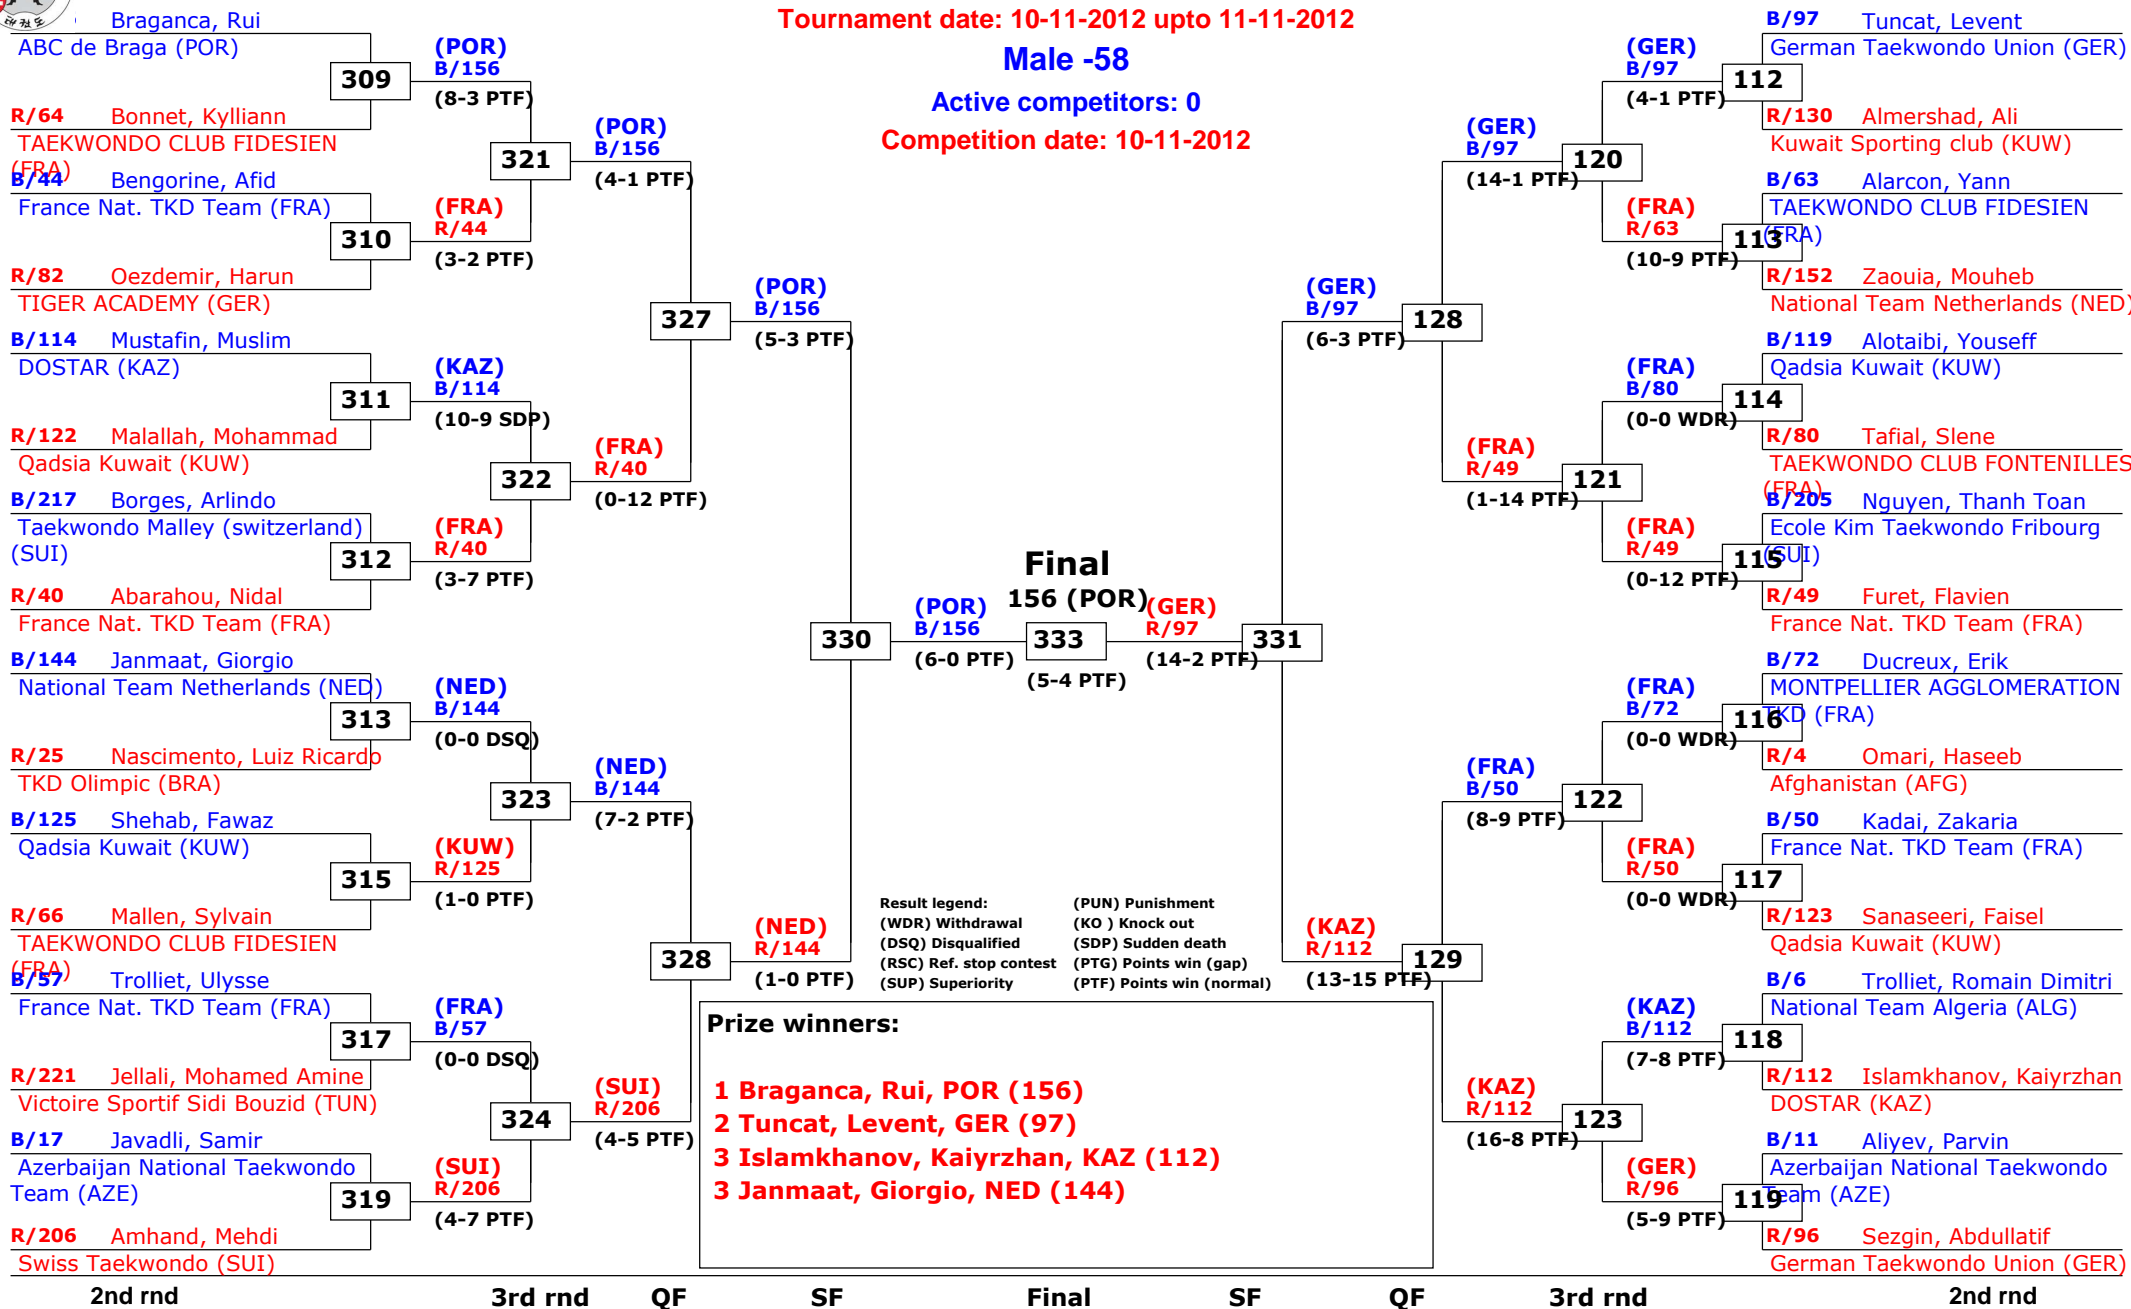 Tournament date: 10-11-2012 upto 11-11-2012
Male -58
Active competitors: 0
Competition date: 10-11-2012
Braganca, Rui
ABC de Braga (POR)
309
R/64 Bonnet, Kylliann
TAEKWONDO CLUB FIDESIEN
(FRA)
B/44 Bengorine, Afid
France Nat. TKD Team (FRA)
310
R/82 Oezdemir, Harun
TIGER ACADEMY (GER)
B/114 Mustafin, Muslim
DOSTAR (KAZ)
311
R/122 Malallah, Mohammad
Qadsia Kuwait (KUW)
B/217 Borges, Arlindo
Taekwondo Malley (switzerland)
(SUI)
312
R/40 Abarahou, Nidal
France Nat. TKD Team (FRA)
B/144 Janmaat, Giorgio
National Team Netherlands (NED)
313
R/25 Nascimento, Luiz Ricardo
TKD Olimpic (BRA)
B/125 Shehab, Fawaz
Qadsia Kuwait (KUW)
315
R/66 Mallen, Sylvain
TAEKWONDO CLUB FIDESIEN
(FRA)
B/57 Trolliet, Ulysse
France Nat. TKD Team (FRA)
317
R/221 Jellali, Mohamed Amine
Victoire Sportif Sidi Bouzid (TUN)
B/17 Javadli, Samir
Azerbaijan National Taekwondo
Team (AZE)
319
R/206 Amhand, Mehdi
Swiss Taekwondo (SUI)
(POR)
B/156
(8-3 PTF)
321
(FRA)
R/44
(3-2 PTF)
(KAZ)
B/114
(10-9 SDP)
322
(FRA)
R/40
(3-7 PTF)
(NED)
B/144
(0-0 DSQ)
323
(KUW)
R/125
(1-0 PTF)
(FRA)
B/57
(0-0 DSQ)
324
(SUI)
R/206
(4-7 PTF)
(POR)
B/156
(4-1 PTF)
327
(FRA)
R/40
(0-12 PTF)
(NED)
B/144
(7-2 PTF)
328
(SUI)
R/206
(4-5 PTF)
(POR)
B/156
(5-3 PTF)
330
(NED)
R/144
(1-0 PTF)
(POR)
B/156
(6-0 PTF)
Final
156 (POR)
333
(5-4 PTF)
(GER)
R/97
(14-2 PTF)
331
(GER)
B/97
(6-3 PTF)
128
(KAZ)
R/112
(13-15 PTF)
129
(GER)
B/97
(14-1 PTF)
120
(FRA)
R/49
(1-14 PTF)
121
(FRA)
B/50
(8-9 PTF)
122
(KAZ)
R/112
(16-8 PTF)
123
(GER)
B/97
(4-1 PTF)
112
(FRA)
R/63
(10-9 PTF)
113
(FRA)
B/80
(0-0 WDR)
114
(FRA)
R/49
(0-12 PTF)
115
(FRA)
B/72
(0-0 WDR)
116
(FRA)
R/50
(0-0 WDR)
117
(KAZ)
B/112
(7-8 PTF)
118
(GER)
R/96
(5-9 PTF)
119
B/97 Tuncat, Levent
German Taekwondo Union (GER)
R/130 Almershad, Ali
Kuwait Sporting club (KUW)
B/63 Alarcon, Yann
TAEKWONDO CLUB FIDESIEN
(FRA)
R/152 Zaouia, Mouheb
National Team Netherlands (NED)
B/119 Alotaibi, Youseff
Qadsia Kuwait (KUW)
R/80 Tafial, Slene
TAEKWONDO CLUB FONTENILLES
(FRA)
B/205 Nguyen, Thanh Toan
Ecole Kim Taekwondo Fribourg
(SUI)
R/49 Furet, Flavien
France Nat. TKD Team (FRA)
B/72 Ducreux, Erik
MONTPELLIER AGGLOMERATION
TKD (FRA)
R/4 Omari, Haseeb
Afghanistan (AFG)
B/50 Kadai, Zakaria
France Nat. TKD Team (FRA)
R/123 Sanaseeri, Faisel
Qadsia Kuwait (KUW)
B/6 Trolliet, Romain Dimitri
National Team Algeria (ALG)
R/112 Islamkhanov, Kaiyrzhan
DOSTAR (KAZ)
B/11 Aliyev, Parvin
Azerbaijan National Taekwondo
Team (AZE)
R/96 Sezgin, Abdullatif
German Taekwondo Union (GER)
Result legend:
(WDR) Withdrawal
(DSQ) Disqualified
(RSC) Ref. stop contest
(SUP) Superiority
(PUN) Punishment
(KO ) Knock out
(SDP) Sudden death
(PTG) Points win (gap)
(PTF) Points win (normal)
Prize winners:
1 Braganca, Rui, POR (156)
2 Tuncat, Levent, GER (97)
3 Islamkhanov, Kaiyrzhan, KAZ (112)
3 Janmaat, Giorgio, NED (144)
2nd rnd 3rd rnd QF SF Final SF QF 3rd rnd 2nd rnd